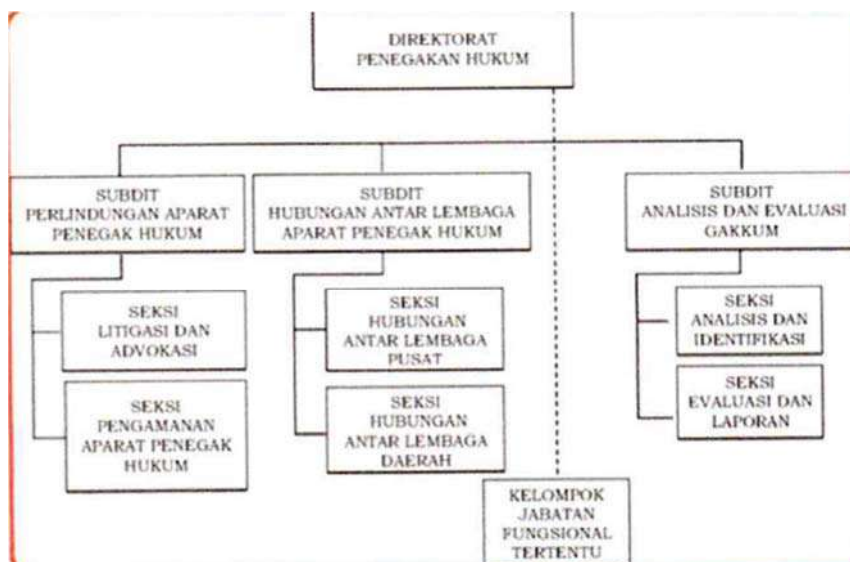 DIREKTORAT
PENEGAKAN HUKUM
SUBDIT
PERLINDUNGAN APARAT
PENEGAK HUKUM
SUBDIT
HUBUNGAN ANTAR LEMBAGA
APARAT PENEGAK HUKUM
SUBDIT
ANALISIS DAN EVALUASI
GAKKUM
SEKSI
LITIGASI DAN
ADVOKASI
SEKSI
PENGAMANAN
APARAT PENEGAK
HUKUM
SEKSI
HUBUNGAN
ANTAR LEMBAGA
PUSAT
SEKSI
HUBUNGAN
ANTAR LEMBAGA
DAERAH
SEKSI
ANALISIS DAN
IDENTIFIKASI
SEKSI
EVALUASI DAN
LAPORAN
KELOMPOK
JABATAN
FUNGSIONAL
TERTENTU